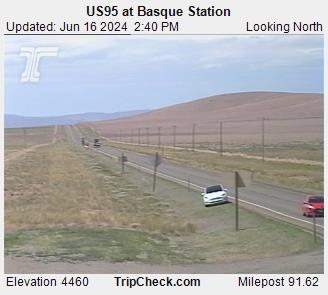 US95 at Basque Station
Updated: Jun 16 2024 2:40 PM Looking North
Elevation 4460 TripCheck.com Milepost 91.62